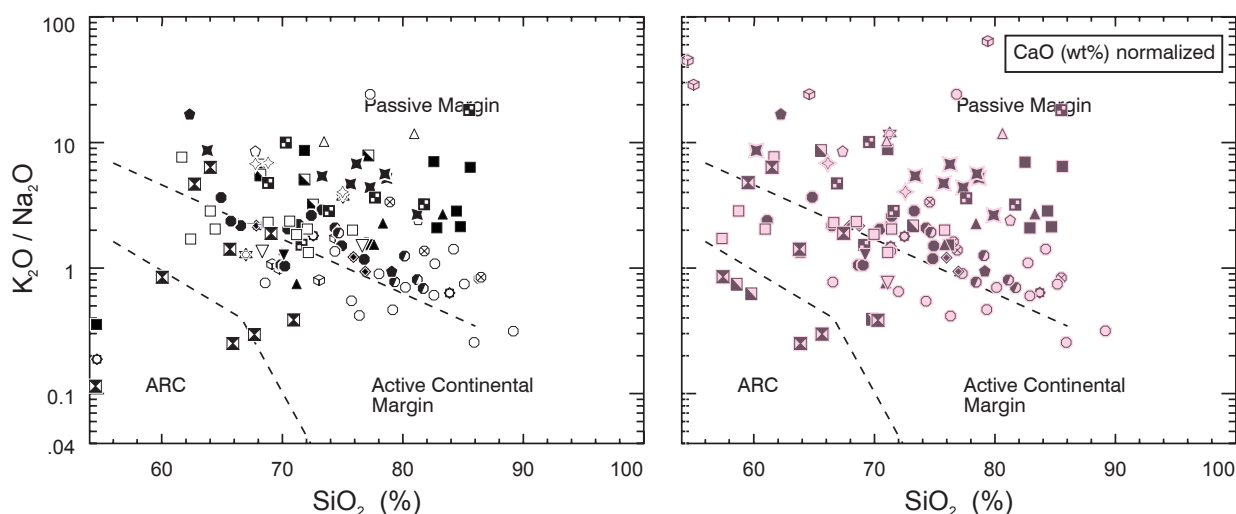 100
10
1
0.1
.04
K₂O / Na₂O
Passive Margin
ARC
Active Continental
Margin
60
70
80
90
100
SiO₂ (%)
CaO (wt%) normalized
Passive Margin
ARC
Active Continental
Margin
60
70
80
90
100
SiO₂ (%)